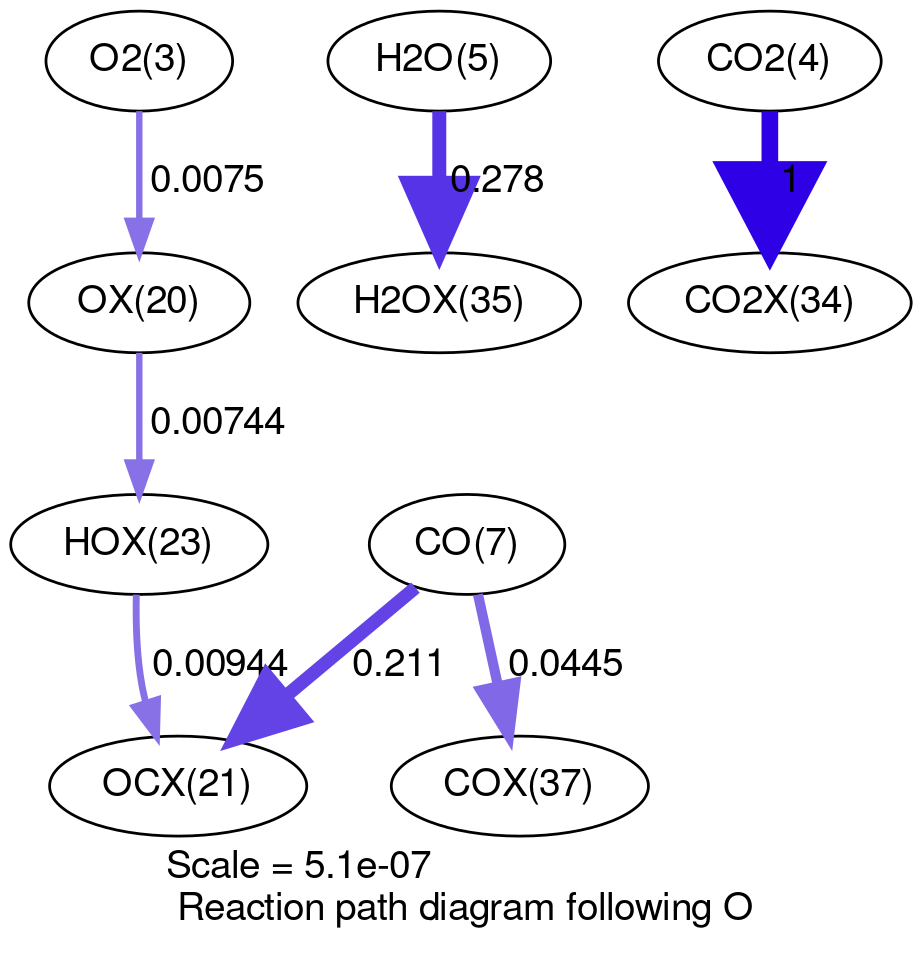 O2(3)
H2O(5)
CO2(4)
0.0075
0.278
1
OX(20)
H2OX(35)
CO2X(34)
0.00744
HOX(23)
CO(7)
0.00944
0.211
0.0445
OCX(21)
COX(37)
Scale = 5.1e-07
Reaction path diagram following O